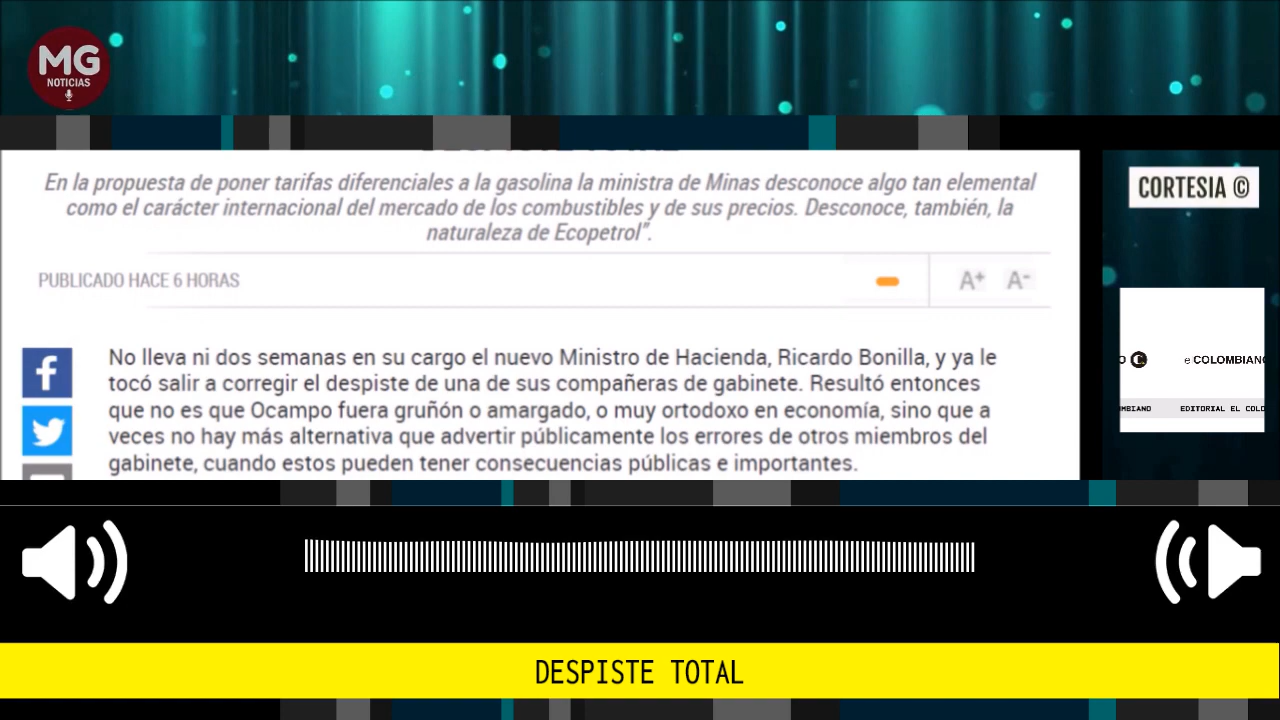 MG
NOTICIAS
En la propuesta de poner tarifas diferenciales a la gasolina la ministra de Minas desconoce algo tan elemental
como el carácter internacional del mercado de los combustibles y de sus precios. Desconoce, también, la
naturaleza de Ecopetrol”.
PUBLICADO HACE 6 HORAS
A+ A-
No lleva ni dos semanas en su cargo el nuevo Ministro de Hacienda, Ricardo Bonilla, y ya le
tocó salir a corregir el despiste de una de sus compañeras de gabinete. Resultó entonces
que no es que Ocampo fuera gruñón o amargado, o muy ortodoxo en economía, sino que a
veces no hay más alternativa que advertir públicamente los errores de otros miembros del
gabinete, cuando estos pueden tener consecuencias públicas e importantes.
CORTESIA ©
O C e COLOMBIANO
MBIANO EDITORIAL EL COLO
DESPISTE TOTAL